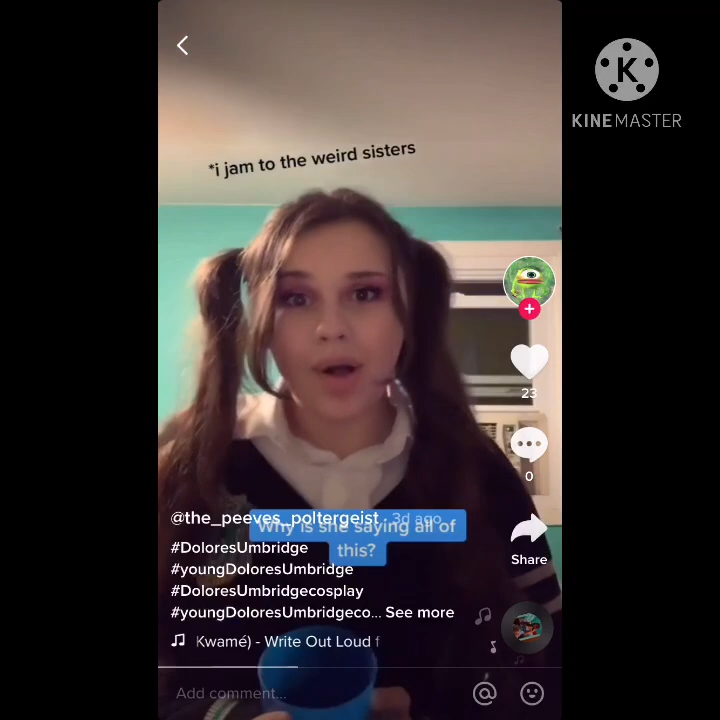 KINEMASTER
*i jam to the weird sisters
23
0
@the_peeves_poltergeist · 3d ago
Why is she saying all of
this?
#DoloresUmbridge
#youngDoloresUmbridge
#DoloresUmbridgecosplay
#youngDoloresUmbridgeco... See more
Share
Kwamé) - Write Out Loud f
Add comment...